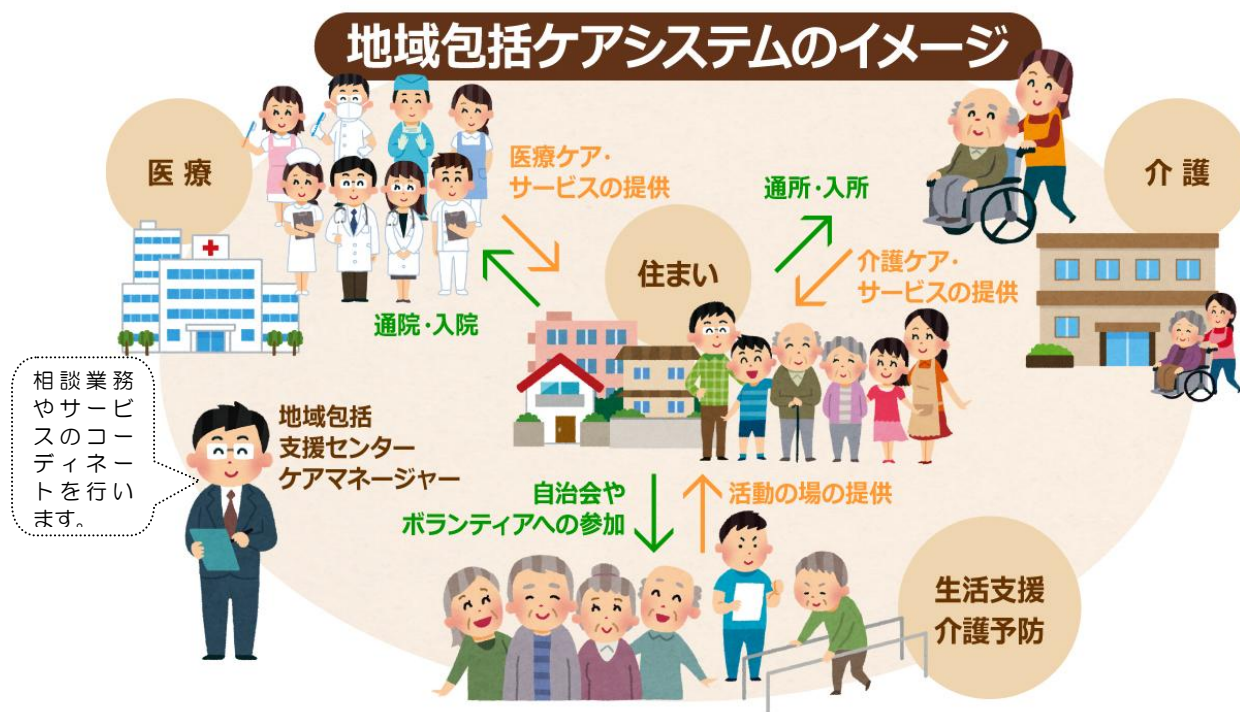 地域包括ケアシステムのイメージ
医療
医療ケア・
サービスの提供
通院・入院
住まい
通所・入所
介護ケア・
サービスの提供
介護
相談業務
やサービ
スのコー
ディネー
トを行い
ます。
地域包括
支援センター
ケアマネージャー
自治会や
ボランティアへの参加
活動の場の提供
生活支援
介護予防